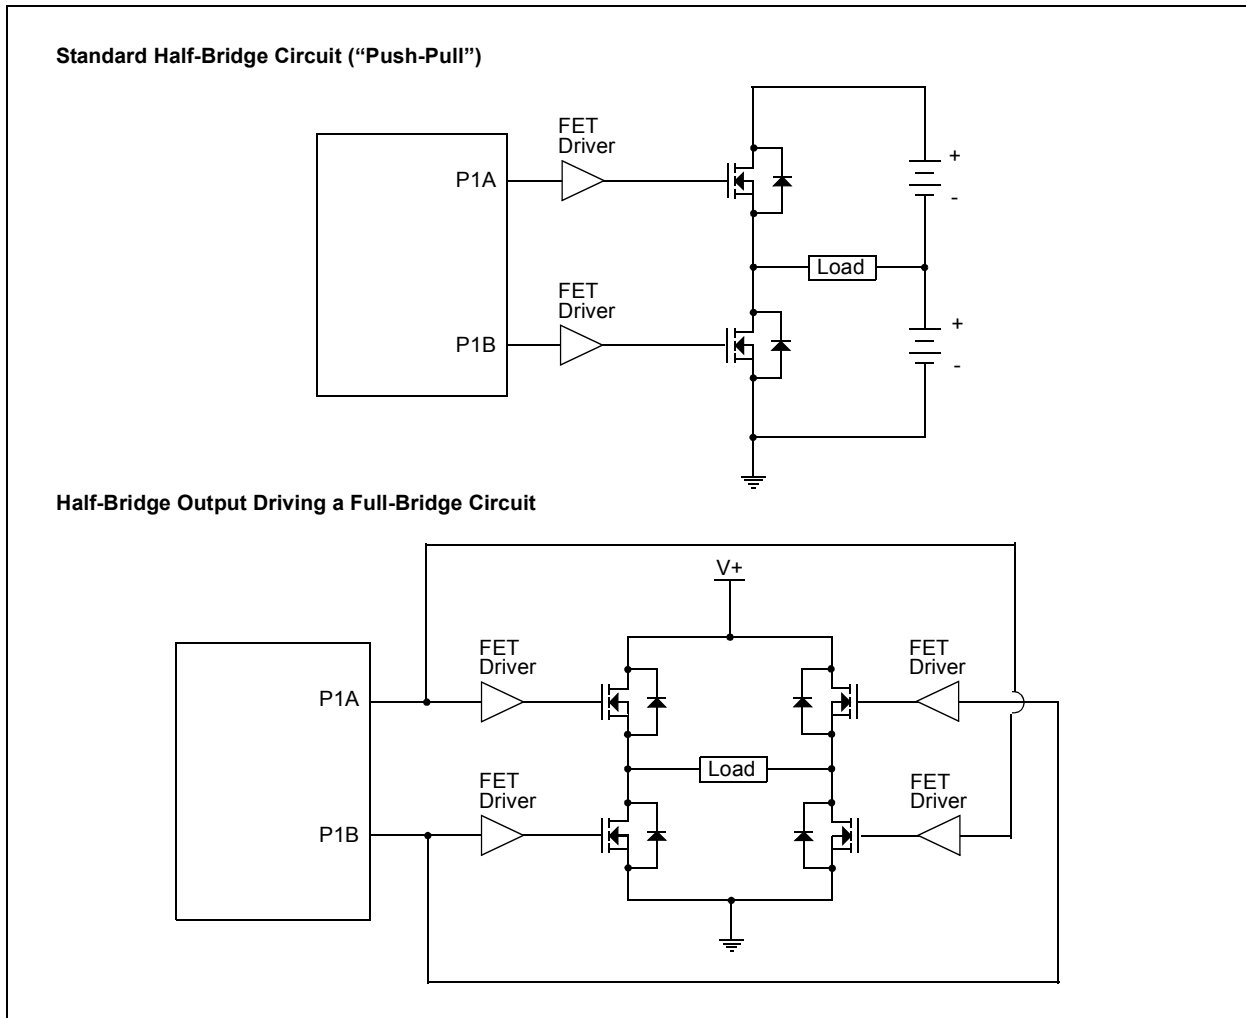 Standard Half-Bridge Circuit (“Push-Pull”)
FET
Driver
P1A
+
-
Load
FET
Driver
P1B
+
-
Half-Bridge Output Driving a Full-Bridge Circuit
V+
FET
Driver
FET
Driver
P1A
Load
FET
Driver
FET
Driver
P1B